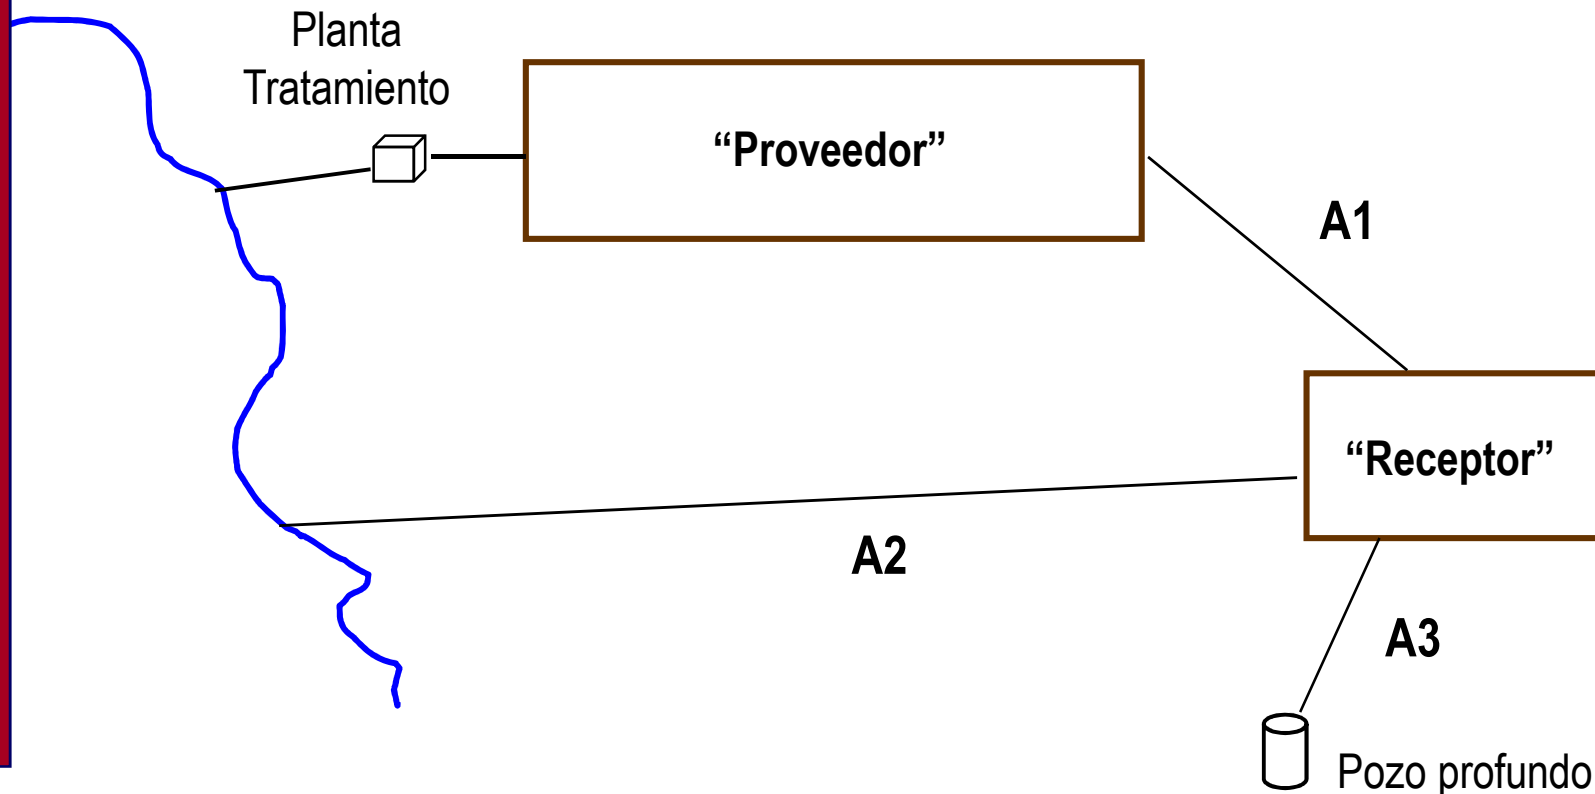 Planta
Tratamiento
“Proveedor”
A1
“Receptor”
A2
A3
Pozo profundo